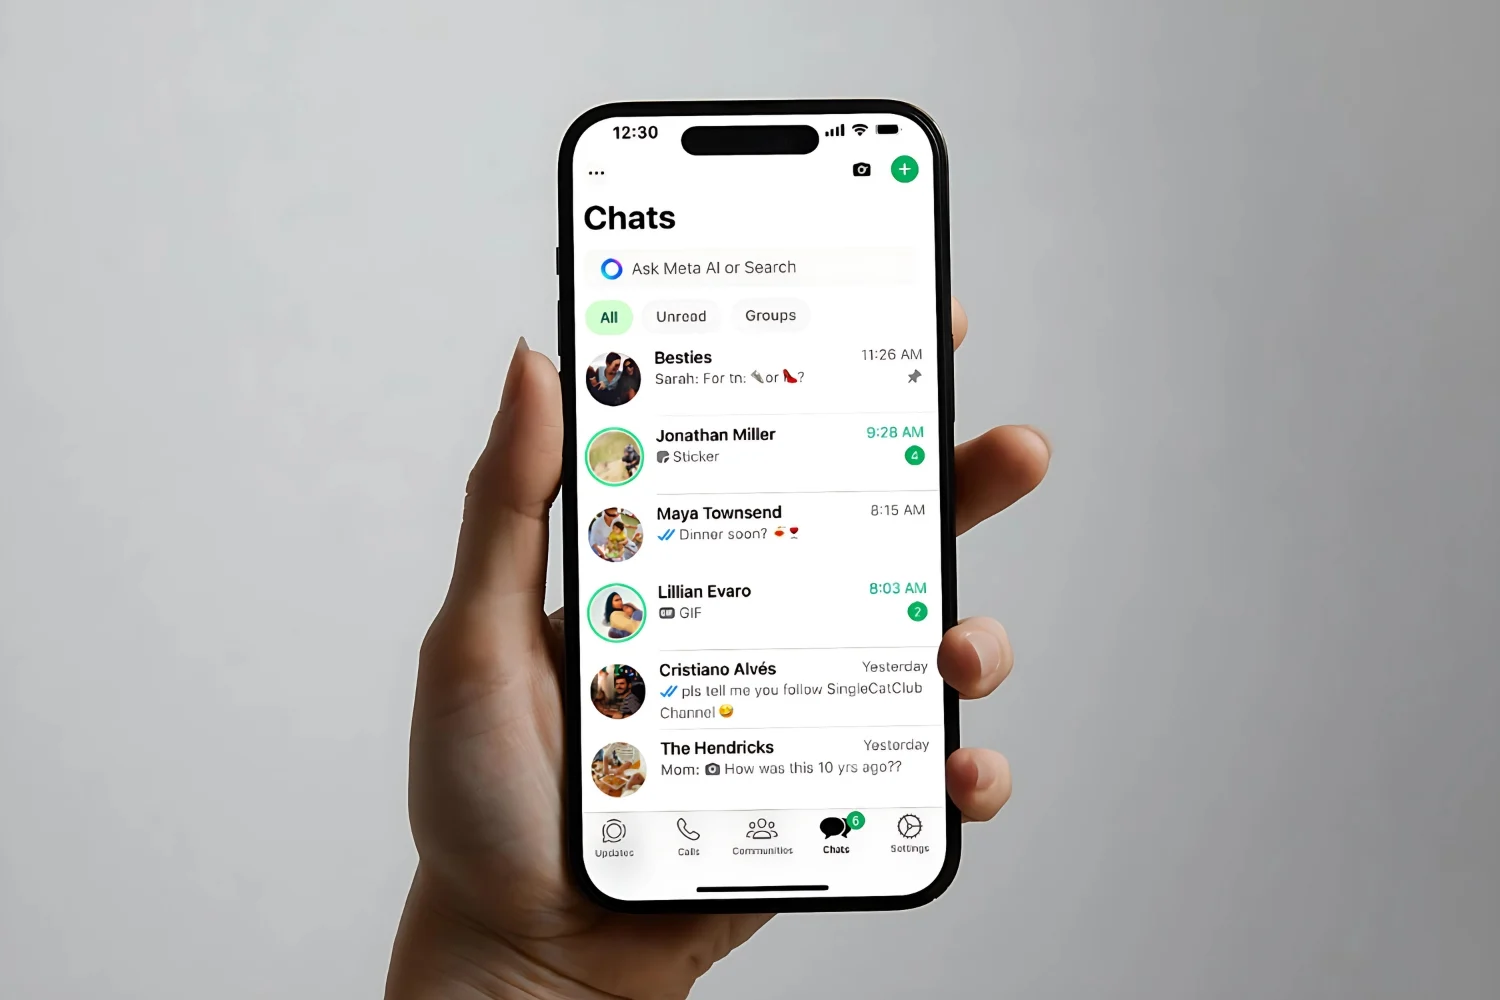 12:30
Chats
Ask Meta AI or Search
All Unread Groups
Besties 11:26 AM
Sarah: For tn: or ?
Jonathan Miller 9:28 AM
Sticker 4
Maya Townsend 8:15 AM
Dinner soon?
Lillian Evaro 8:03 AM
GIF GIF 2
Cristiano Alvés Yesterday
pls tell me you follow SingleCatClub
Channel
The Hendricks Yesterday
Mom: How was this 10 yrs ago??
6
Updates Calls Communities Chats Settings